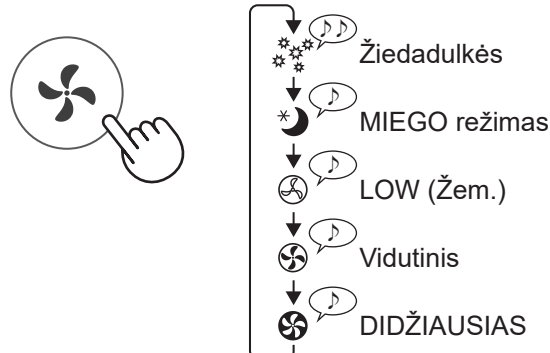 Žiedadulkės
MIEGO režimas
LOW (Žem.)
Vidutinis
DIDŽIAUSIAS